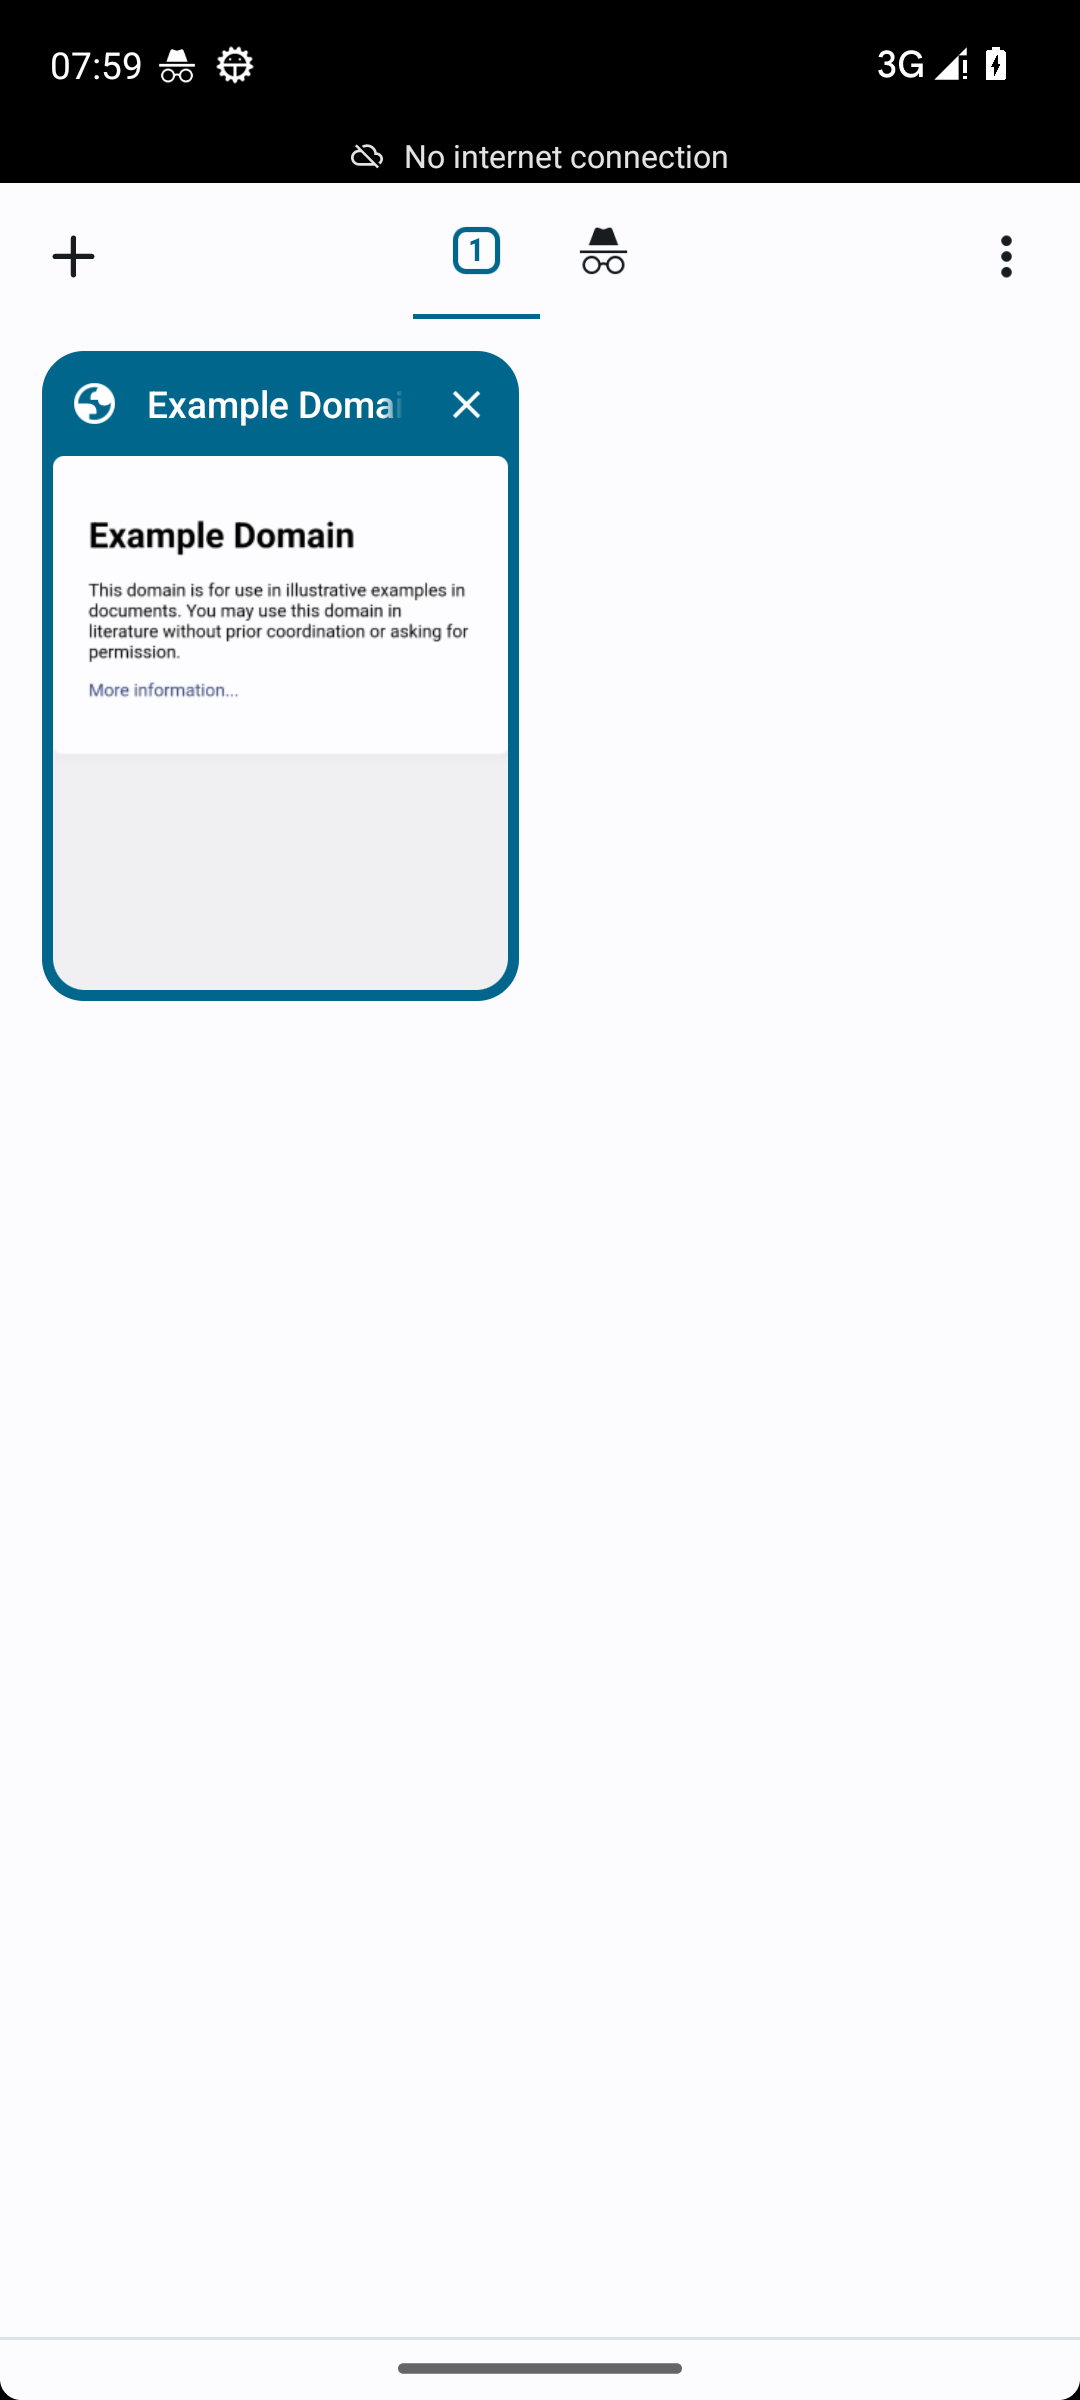 07:59
3G
No internet connection
1
Example Domai
Example Domain
This domain is for use in illustrative examples in
documents. You may use this domain in
literature without prior coordination or asking for
permission.
More information...